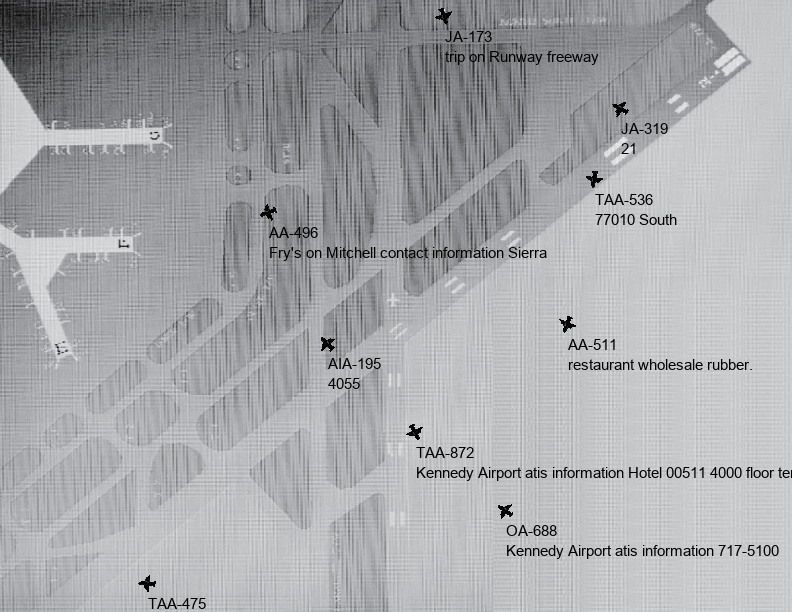 JA-173
trip on Runway freeway
JA-319
21
TAA-536
77010 South
AA-496
Fry's on Mitchell contact information Sierra
AA-511
restaurant wholesale rubber.
AIA-195
4055
TAA-872
Kennedy Airport atis information Hotel 00511 4000 floor
OA-688
Kennedy Airport atis information 717-5100
TAA-475